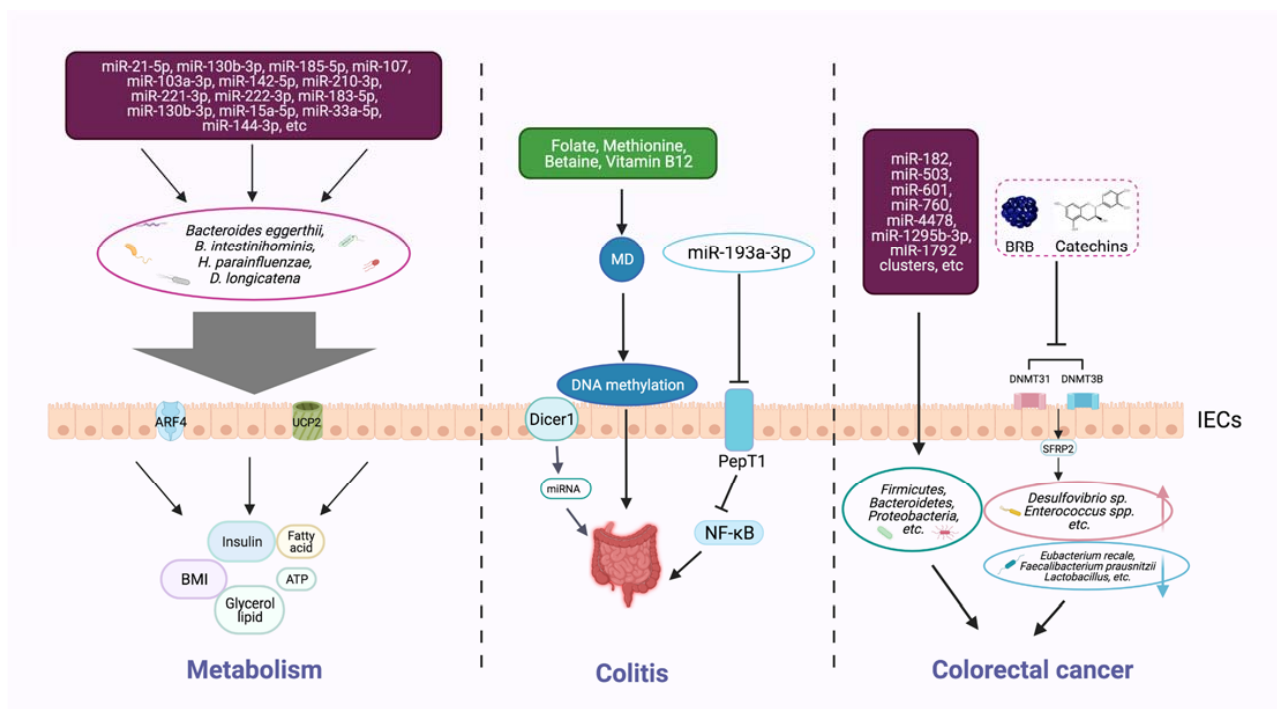 miR-21-5p, miR-130b-3p, miR-185-5p, miR-107,
miR-103a-3p, miR-142-5p, miR-210-3p,
miR-221-3p, miR-222-3p, miR-183-5p,
miR-130b-3p, miR-15a-5p, miR-33a-5p,
miR-144-3p, etc
Bacteroides eggerthii,
B. intestinihominis,
H. parainfluenzae,
D. longicatena
ARF4
UCP2
Insulin
Fatty
acid
BMI
ATP
Glycerol
lipid
Metabolism
Folate, Methionine,
Betaine, Vitamin B12
MD
miR-193a-3p
DNA methylation
Dicer1
miRNA
PepT1
NF-κB
Colitis
miR-182,
miR-503,
miR-601,
miR-760,
miR-4478,
miR-1295b-3p,
miR-1792
clusters, etc
BRB
Catechins
DNMT31
DNMT3B
IECs
SFRP2
Firmicutes,
Bacteroidetes,
Proteobacteria,
etc.
Desulfovibrio sp.
Enterococcus spp.
etc.
Eubacterium recale,
Faecalibacterium prausnitzii
Lactobacillus, etc.
Colorectal cancer